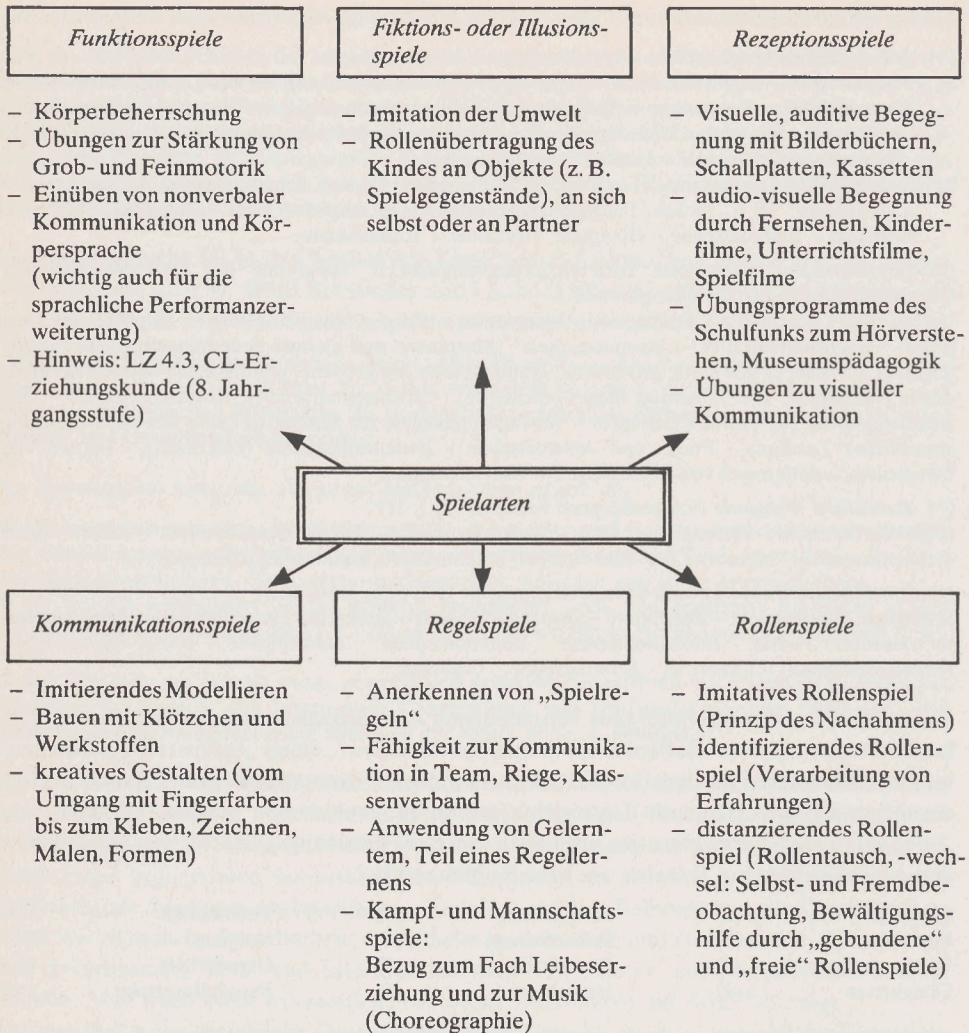 Funktionsspiele
– Körperbeherrschung
– Übungen zur Stärkung von
Grob- und Feinmotorik
– Einüben von nonverbaler
Kommunikation und Kör-
persprache
(wichtig auch für die
sprachliche Performanzer-
weiterung)
– Hinweis: LZ 4.3, CL-Er-
ziehungskunde (8. Jahr-
gangsstufe)
Fiktions- oder Illusions-
spiele
– Imitation der Umwelt
– Rollenübertragung des
Kindes an Objekte (z. B.
Spielgegenstände), an sich
selbst oder an Partner
Rezeptionsspiele
– Visuelle, auditive Begeg-
nung mit Bilderbüchern,
Schallplatten, Kassetten
– audio-visuelle Begegnung
durch Fernsehen, Kinder-
filme, Unterrichtsfilme,
Spielfilme
Übungsprogramme des
Schulfunks zum Hörverste-
hen, Museumspädagogik
– Übungen zu visueller
Kommunikation
Spielarten
Kommunikationsspiele
– Imitierendes Modellieren
– Bauen mit Klötzchen und
Werkstoffen
– kreatives Gestalten (vom
Umgang mit Fingerfarben
bis zum Kleben, Zeichnen,
Malen, Formen)
Regelspiele
– Anerkennen von „Spielre-
geln“
– Fähigkeit zur Kommunika-
tion in Team, Riege, Klas-
senverband
– Anwendung von Gelern-
tem, Teil eines Regeller-
nens
– Kampf- und Mannschafts-
spiele:
Bezug zum Fach Leibeser-
ziehung und zur Musik
(Choreographie)
Rollenspiele
– Imitatives Rollenspiel
(Prinzip des Nachahmens)
– identifizierendes Rollen-
spiel (Verarbeitung von
Erfahrungen)
– distanzierendes Rollen-
spiel (Rollentausch, -wech-
sel: Selbst- und Fremdbe-
obachtung, Bewältigungs-
hilfe durch „gebundene“
und „freie“ Rollenspiele)